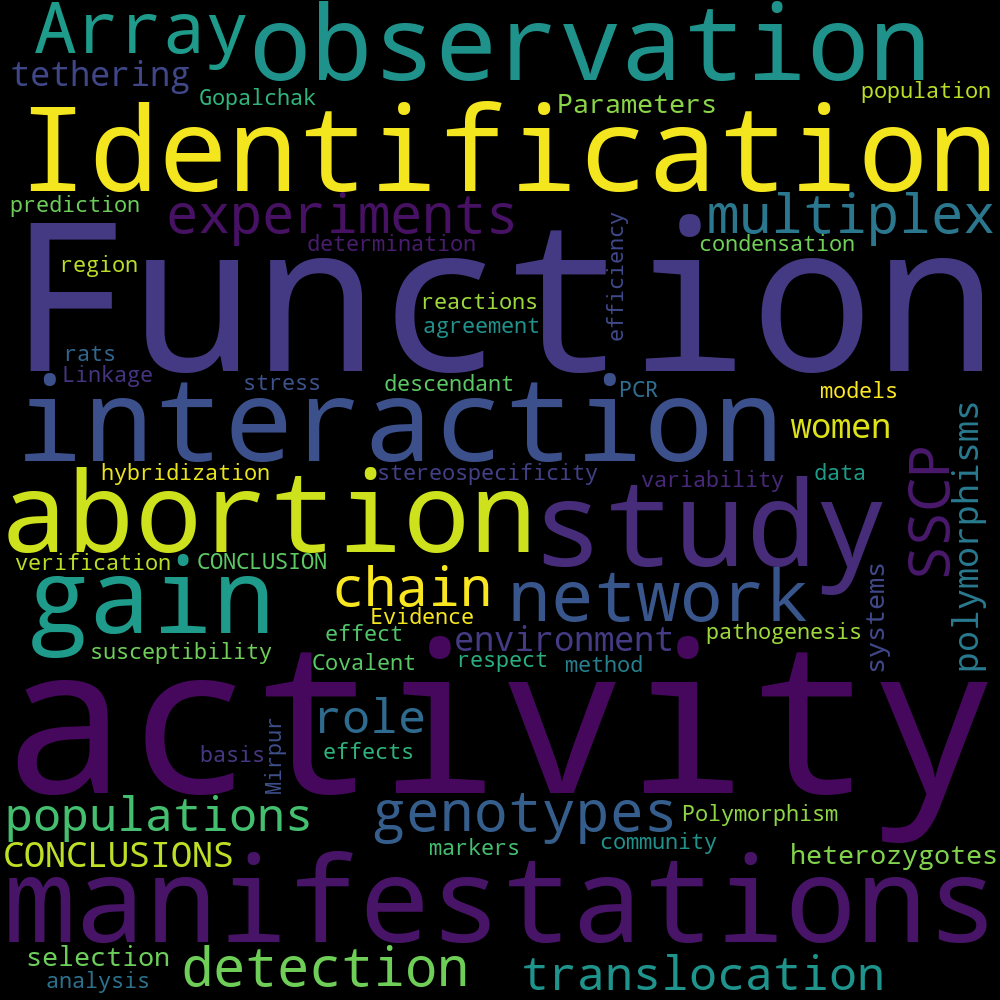 Array observation
tethering
Gopalchak
Parameters
population
Identification
prediction
experiments
multiplex
determination
condensation
region
efficiency
Function
reactions
agreement
rats
Linkage
stress
descendant
PCR
models
interaction
women
polymorphisms
hybridization
stereospecificity
variability
data
SSCP
abortion
study
verification
CONCLUSION
gain
chain
network
systems
Evidence
effect
environment
pathogenesis
susceptibility
Covalent
respect
method
activity
role
Mirpur
basis
effects
populations
genotypes
Polymorphism
CONCLUSIONS
markers
community
heterozygotes
manifestations
selection
detection
translocation
analysis